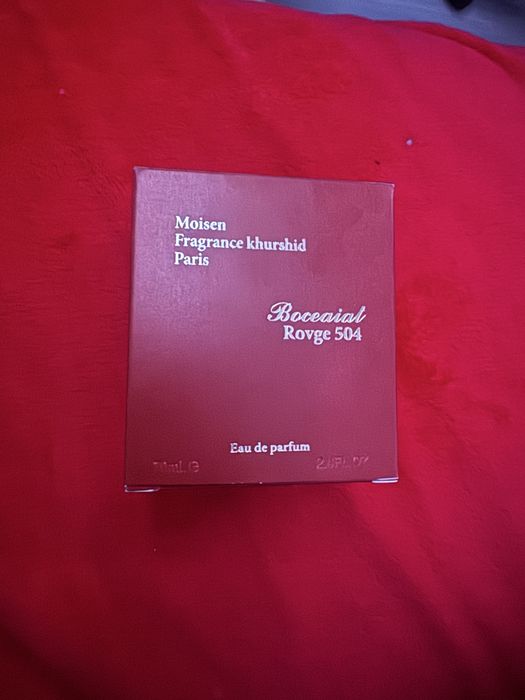 Moisen
Fragrance khurshid
Paris
Boceaial
Rovge 504
Eau de parfum